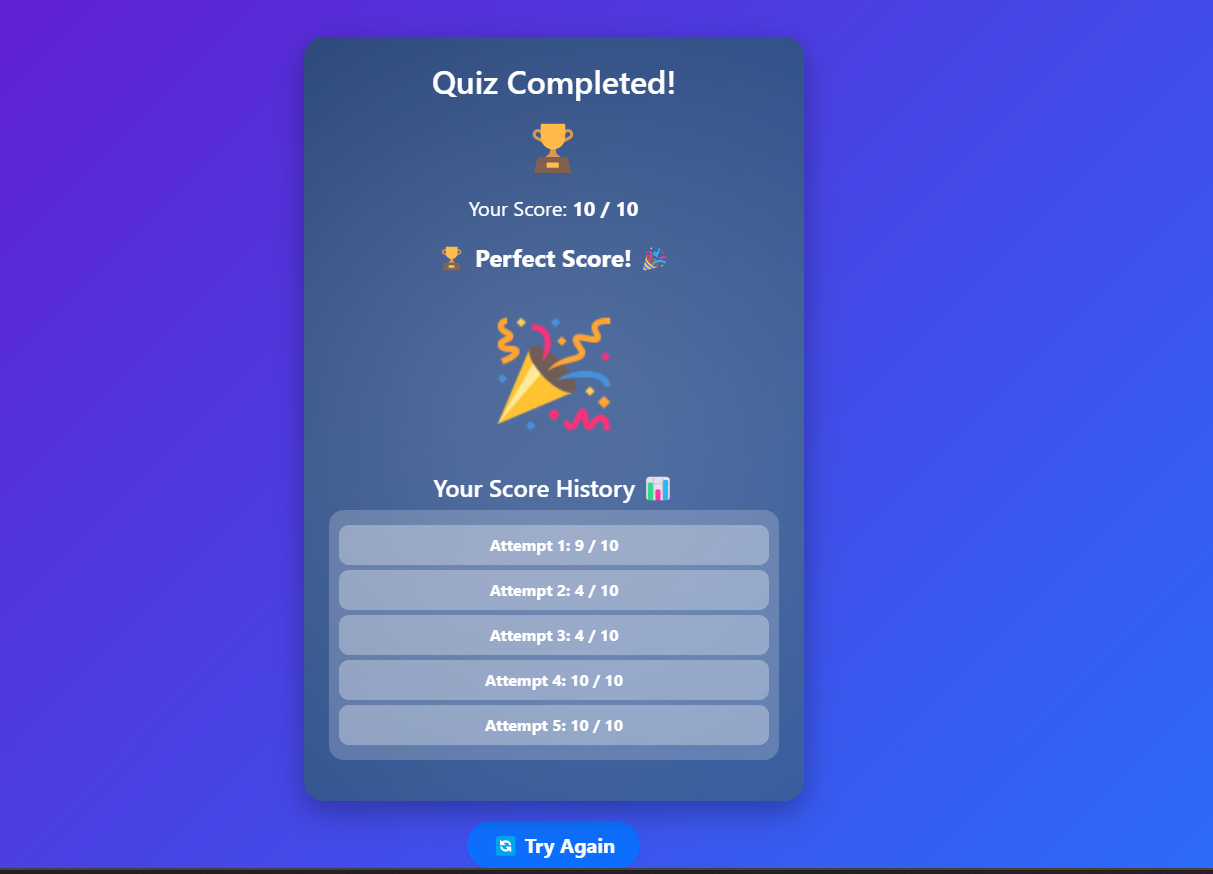 Quiz Completed!
Your Score: 10 / 10
Perfect Score!
Your Score History
Attempt 1: 9 / 10
Attempt 2: 4 / 10
Attempt 3: 4 / 10
Attempt 4: 10 / 10
Attempt 5: 10 / 10
Try Again